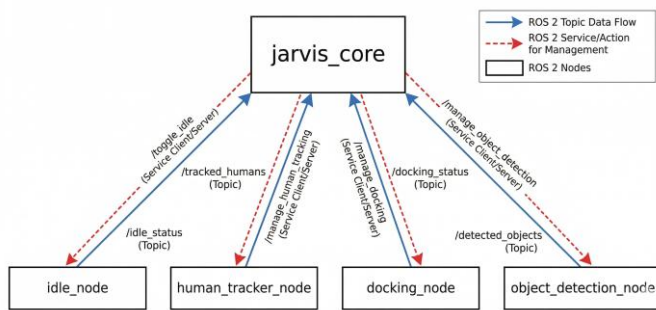 jarvis_core
ROS 2 Topic Data Flow
ROS 2 Service/Action
for Management
ROS 2 Nodes
/toggle_idle
(Service Client/Server)
/idle_status
(Topic)
/tracked_humans
(Topic)
/manage_human_tracking
(Service Client/Server)
/manage_docking
(Service Client/Server)
/docking_status
(Topic)
/manage_object_detection
(Service Client/Server)
/detected_objects
(Topic)
idle_node
human_tracker_node
docking_node
object_detection_node